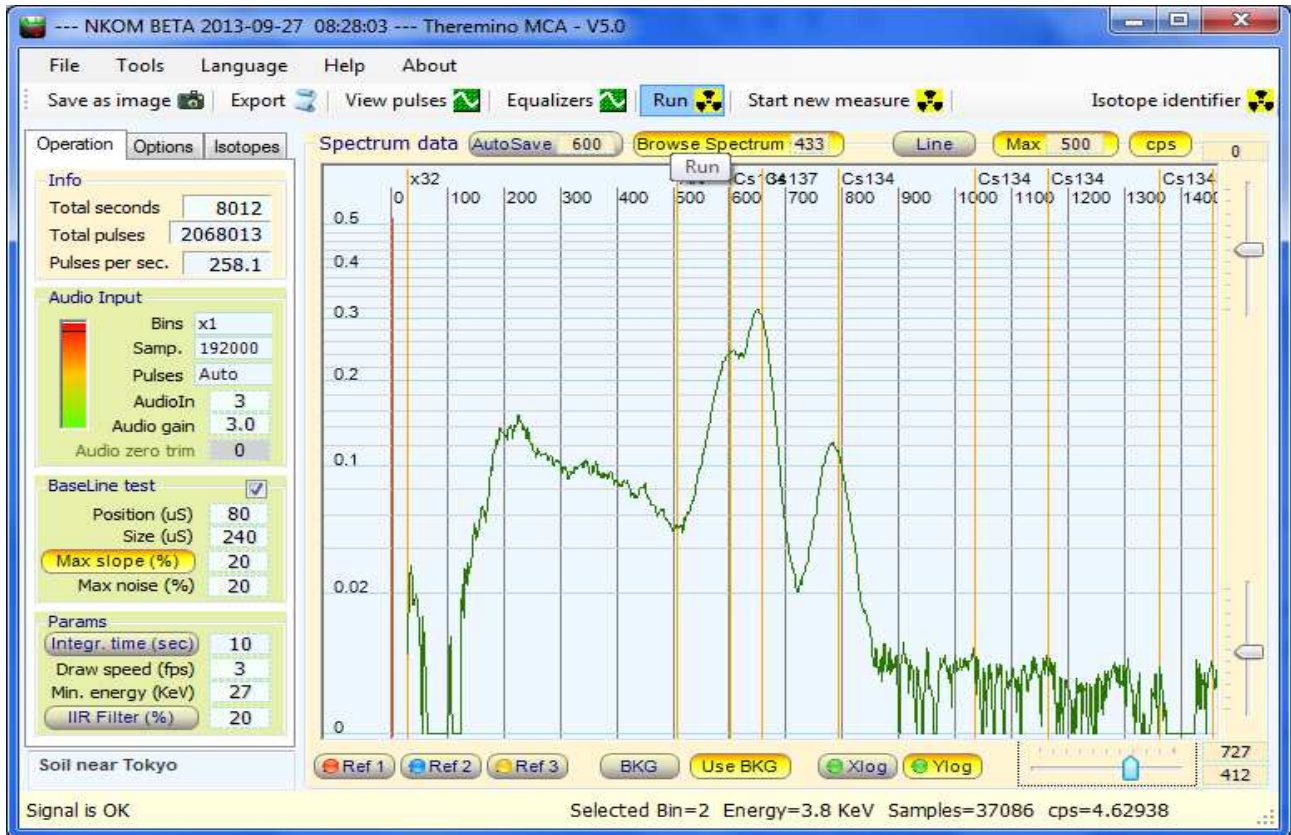 --- NKOM BETA 2013-09-27 08:28:03 --- Theremino MCA - V5.0
File Tools Language Help About
Save as image Export View pulses Equalizers Run Start new measure Isotope identifier
Operation Options Isotopes
Info
Total seconds 8012
Total pulses 2068013
Pulses per sec. 258.1
Audio Input
Bins x1
Samp. 192000
Pulses Auto
AudioIn 3
Audio gain 3.0
Audio zero trim 0
BaseLine test
Position (uS) 80
Size (uS) 240
Max slope (%) 20
Max noise (%) 20
Params
Integr. time (sec) 10
Draw speed (fps) 3
Min. energy (KeV) 27
IIR Filter (%) 20
Soil near Tokyo
Spectrum data AutoSave 600 Browse Spectrum 433 Line Max 500 cps 0
Run
x32 Cs137 Cs134 Cs134 Cs134 Cs134
0 100 200 300 400 500 600 700 800 900 1000 1100 1200 1300
0.5
0.4
0.3
0.2
0.1
0.02
0
Ref 1 Ref 2 Ref 3 BKG Use BKG Xlog Ylog
727
412
Signal is OK Selected Bin=2 Energy=3.8 KeV Samples=37086 cps=4.62938